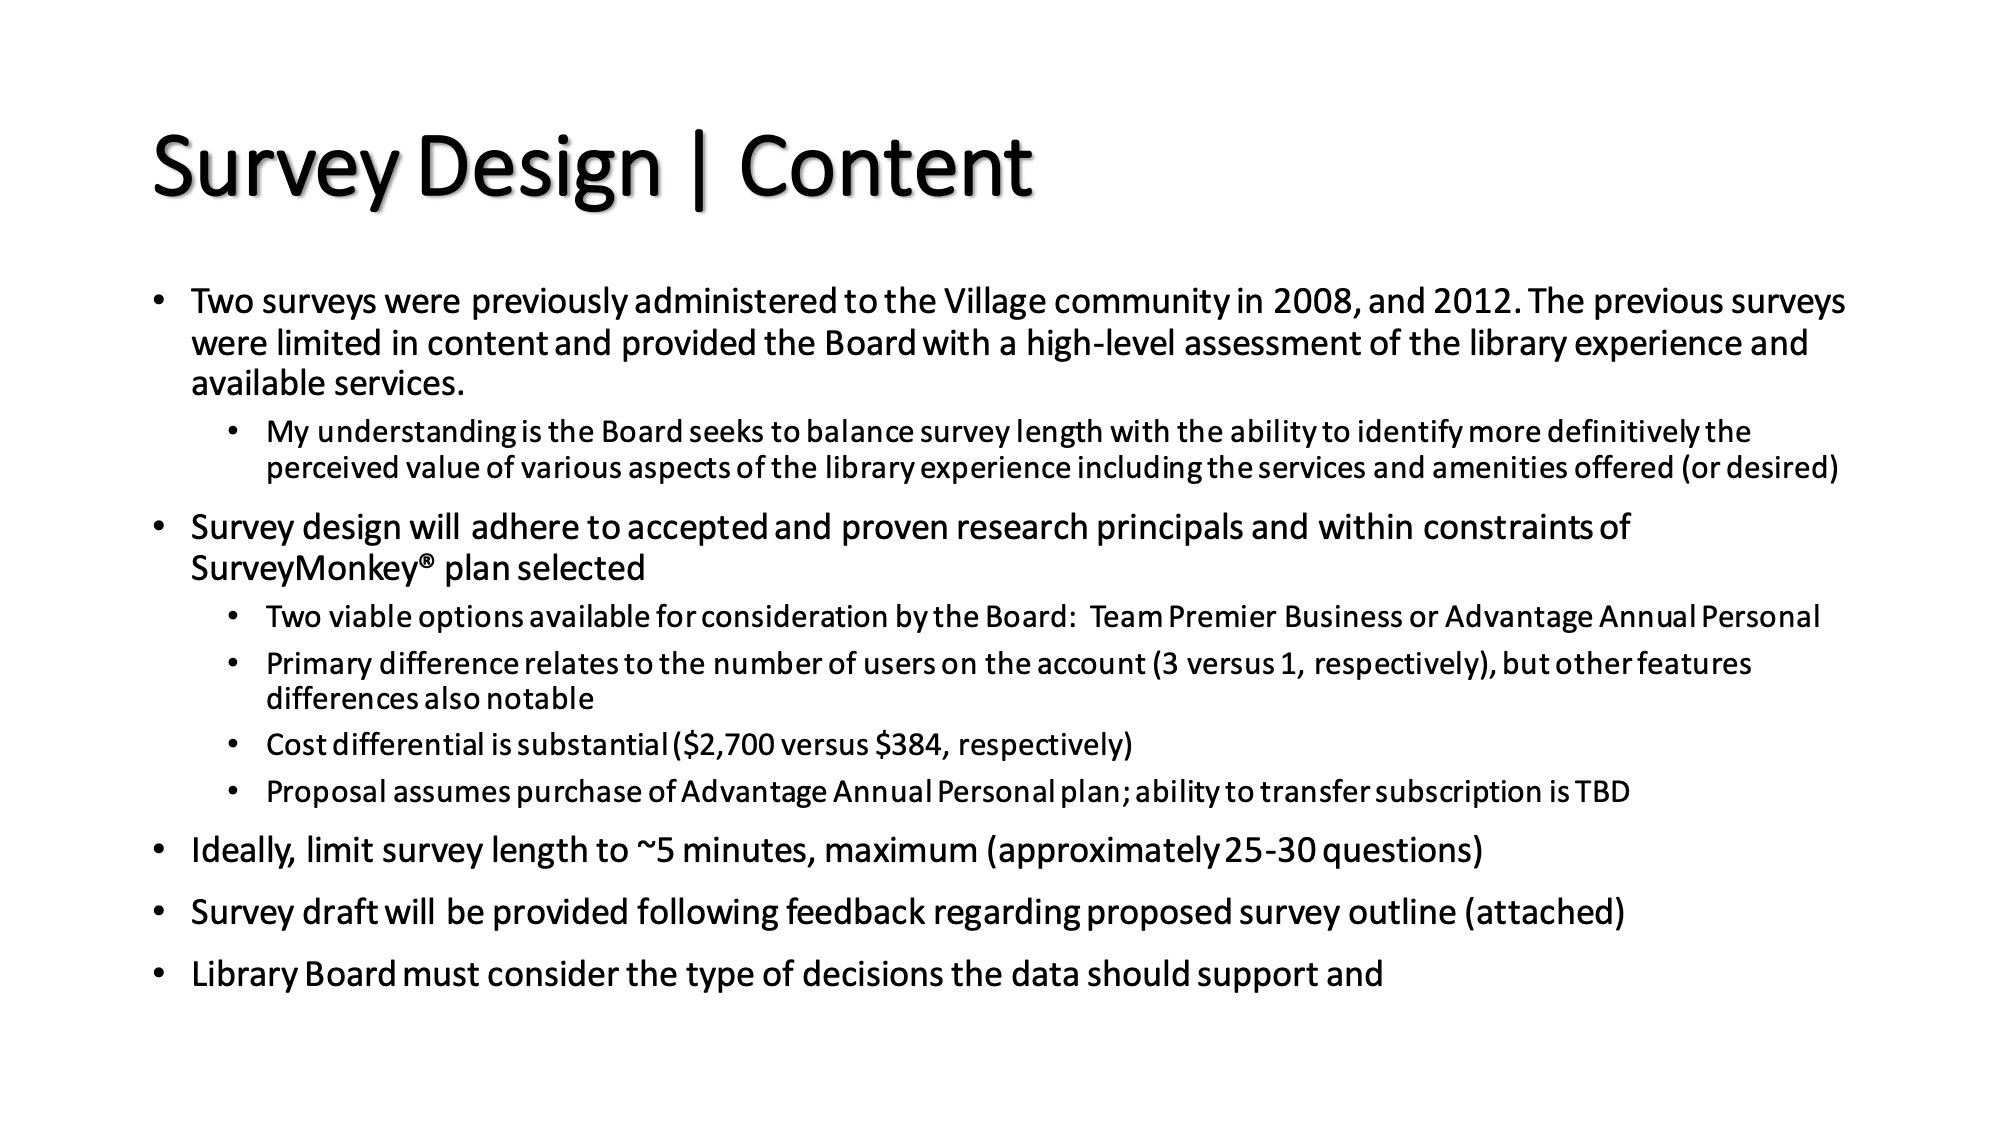 Survey Design | Content
• Two surveys were previously administered to the Village community in 2008, and 2012. The previous surveys
were limited in content and provided the Board with a high-level assessment of the library experience and
available services.
• My understanding is the Board seeks to balance survey length with the ability to identify more definitively the
perceived value of various aspects of the library experience including the services and amenities offered (or desired)
• Survey design will adhere to accepted and proven research principals and within constraints of
SurveyMonkey® plan selected
• Two viable options available for consideration by the Board:  Team Premier Business or Advantage Annual Personal
• Primary difference relates to the number of users on the account (3 versus 1, respectively), but other features
differences also notable
• Cost differential is substantial ($2,700 versus $384, respectively)
• Proposal assumes purchase of Advantage Annual Personal plan; ability to transfer subscription is TBD
• Ideally, limit survey length to ~5 minutes, maximum (approximately 25-30 questions)
• Survey draft will be provided following feedback regarding proposed survey outline (attached)
• Library Board must consider the type of decisions the data should support and